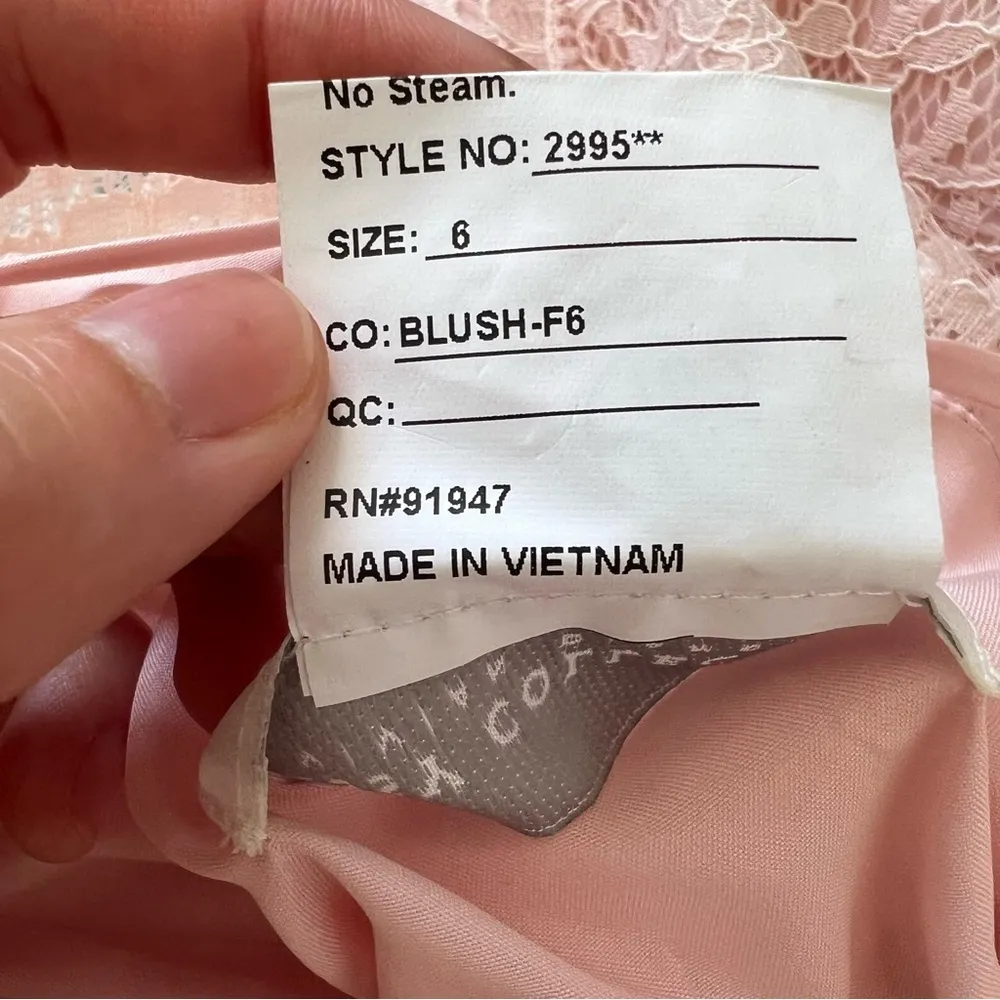 No Steam.
STYLE NO: 2995**
SIZE: 6
CO: BLUSH-F6
QC:
RN#91947
MADE IN VIETNAM